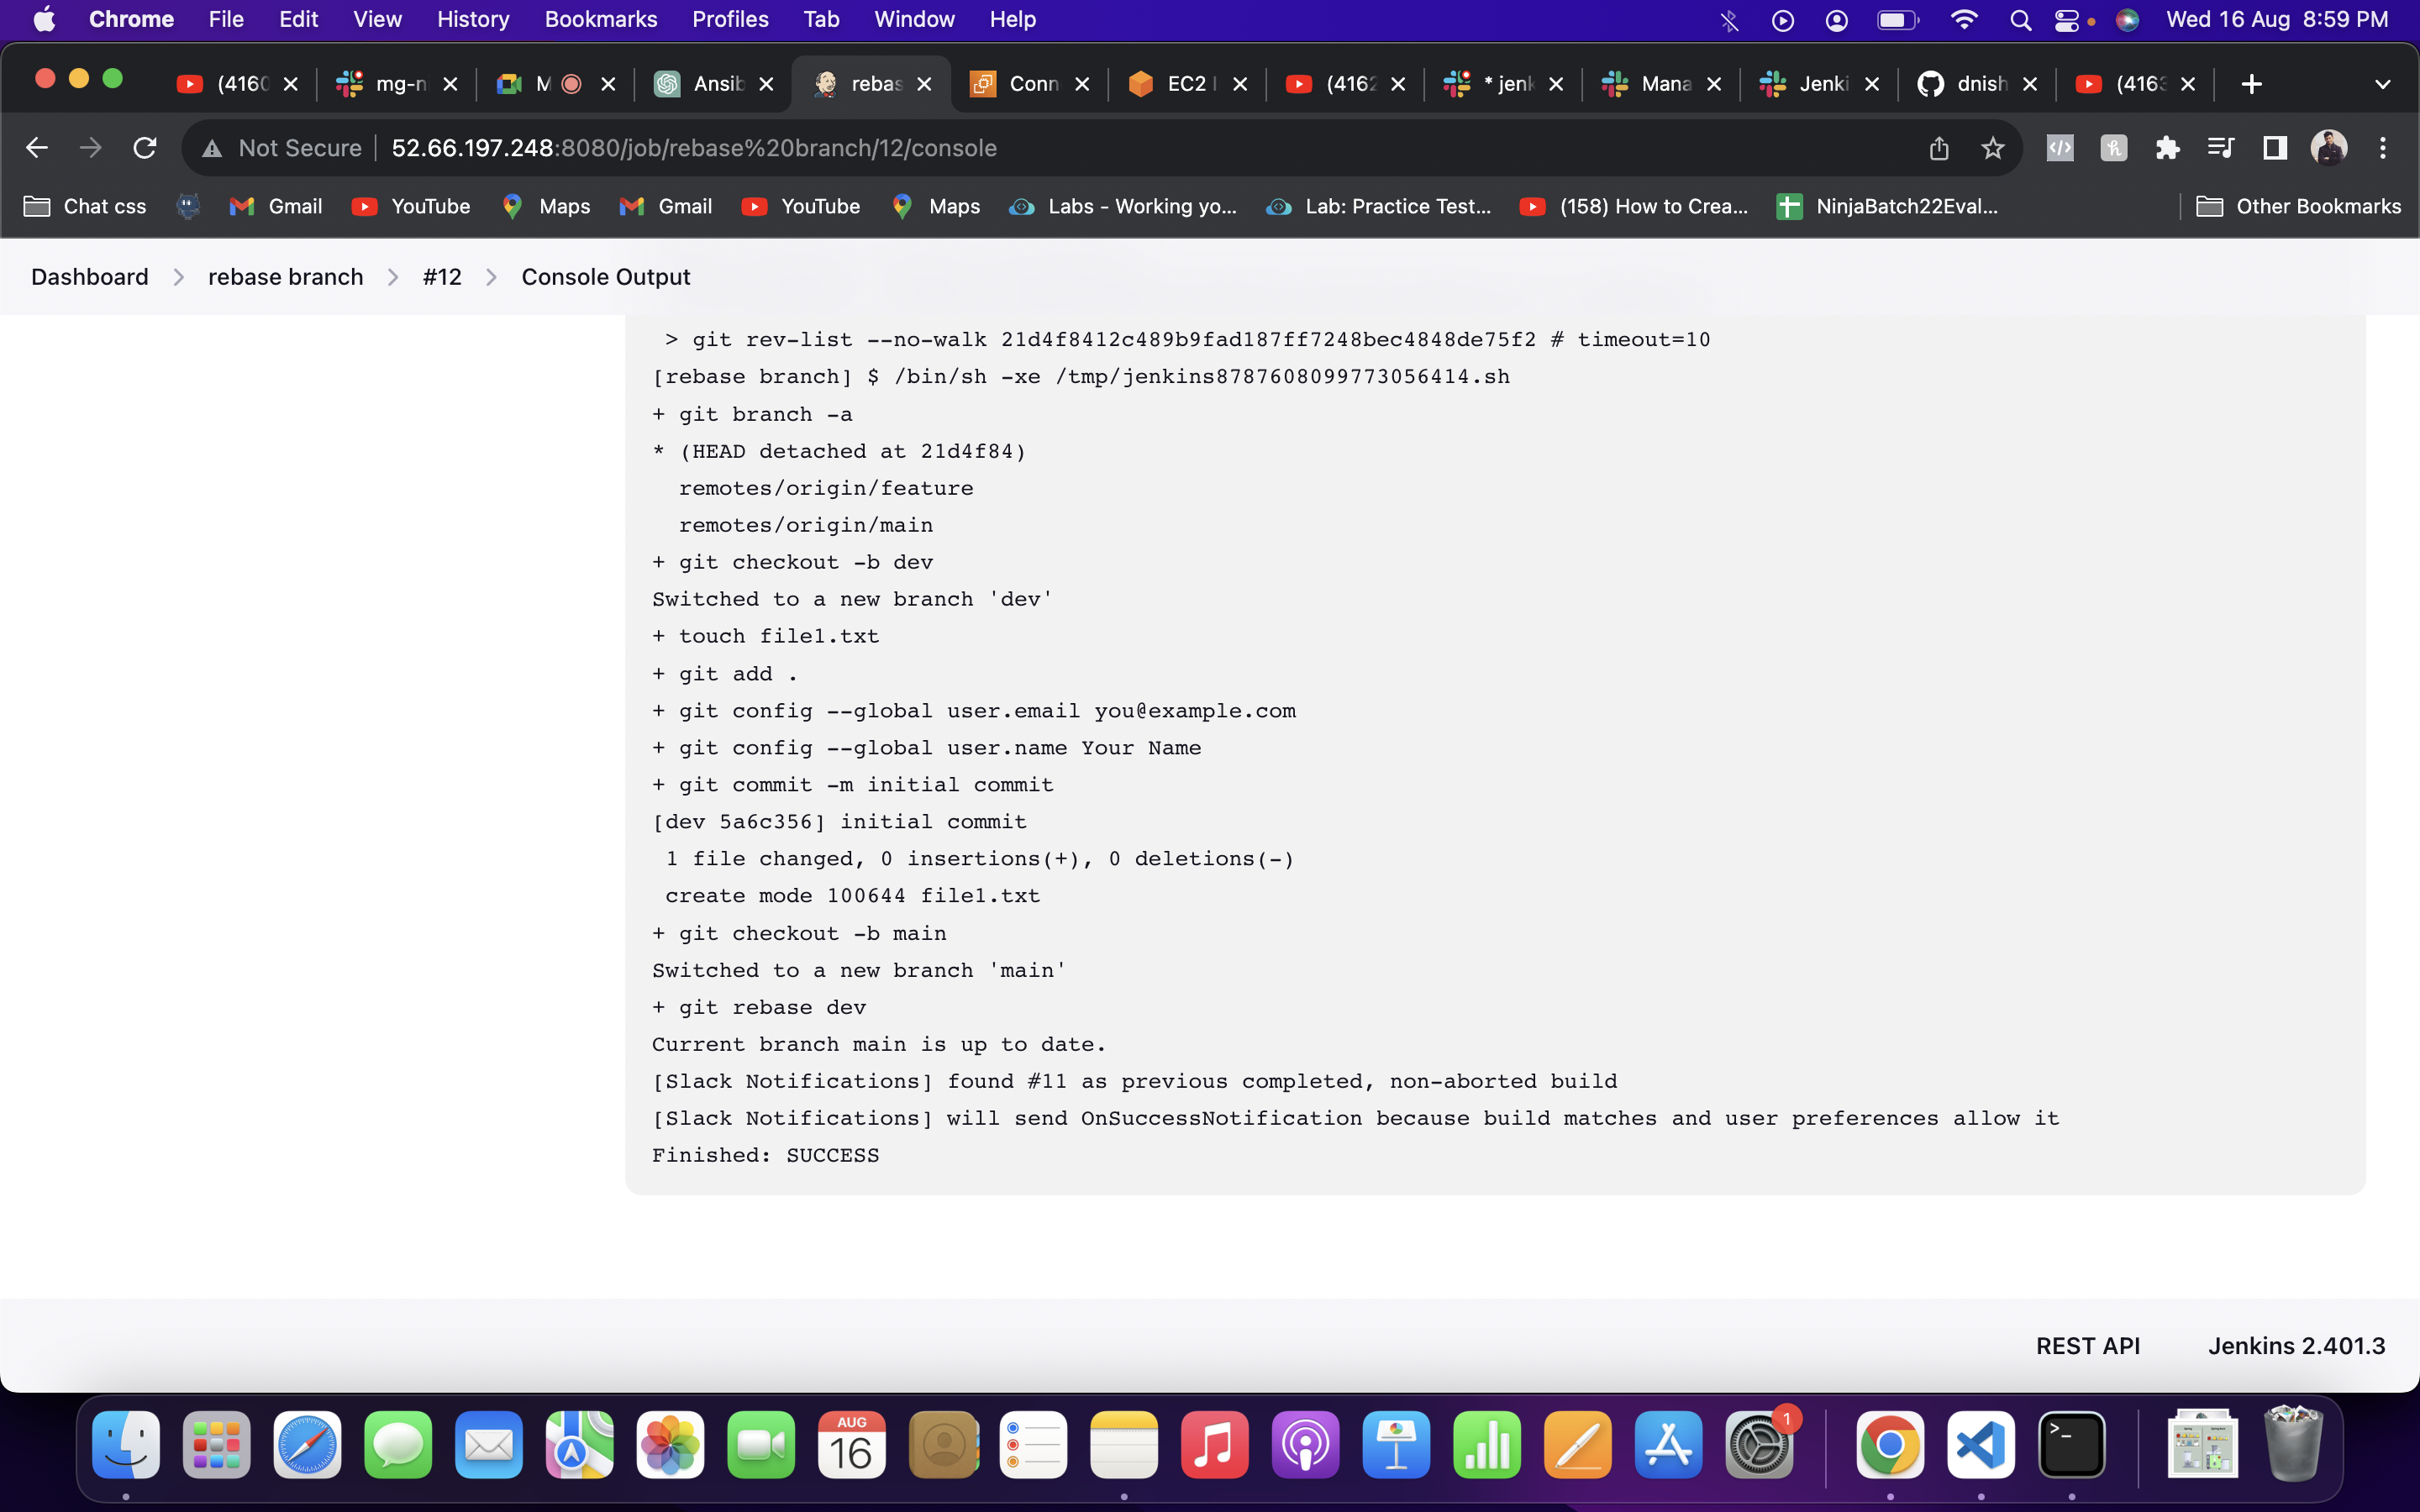 Chrome File Edit View History Bookmarks Profiles Tab Window Help Wed 16 Aug 8:59 PM
(4160 mg-n M Ansib rebas Conn EC2 I (4162 * jenk Mana Jenki dnish (4163
Not Secure 52.66.197.248:8080/job/rebase%20branch/12/console
Chat css Gmail YouTube Maps Gmail YouTube Maps Labs - Working yo... Lab: Practice Test... (158) How to Crea... NinjaBatch22Eval... Other Bookmarks
Dashboard > rebase branch > #12 > Console Output
> git rev-list --no-walk 21d4f8412c489b9fad187ff7248bec4848de75f2 # timeout=10
[rebase branch] $ /bin/sh -xe /tmp/jenkins8787608099773056414.sh
+ git branch -a
* (HEAD detached at 21d4f84)
remotes/origin/feature
remotes/origin/main
+ git checkout -b dev
Switched to a new branch 'dev'
+ touch file1.txt
+ git add .
+ git config --global user.email you@example.com
+ git config --global user.name Your Name
+ git commit -m initial commit
[dev 5a6c356] initial commit
1 file changed, 0 insertions(+), 0 deletions(-)
create mode 100644 file1.txt
+ git checkout -b main
Switched to a new branch 'main'
+ git rebase dev
Current branch main is up to date.
[Slack Notifications] found #11 as previous completed, non-aborted build
[Slack Notifications] will send OnSuccessNotification because build matches and user preferences allow it
Finished: SUCCESS
REST API Jenkins 2.401.3
AUG
16
1